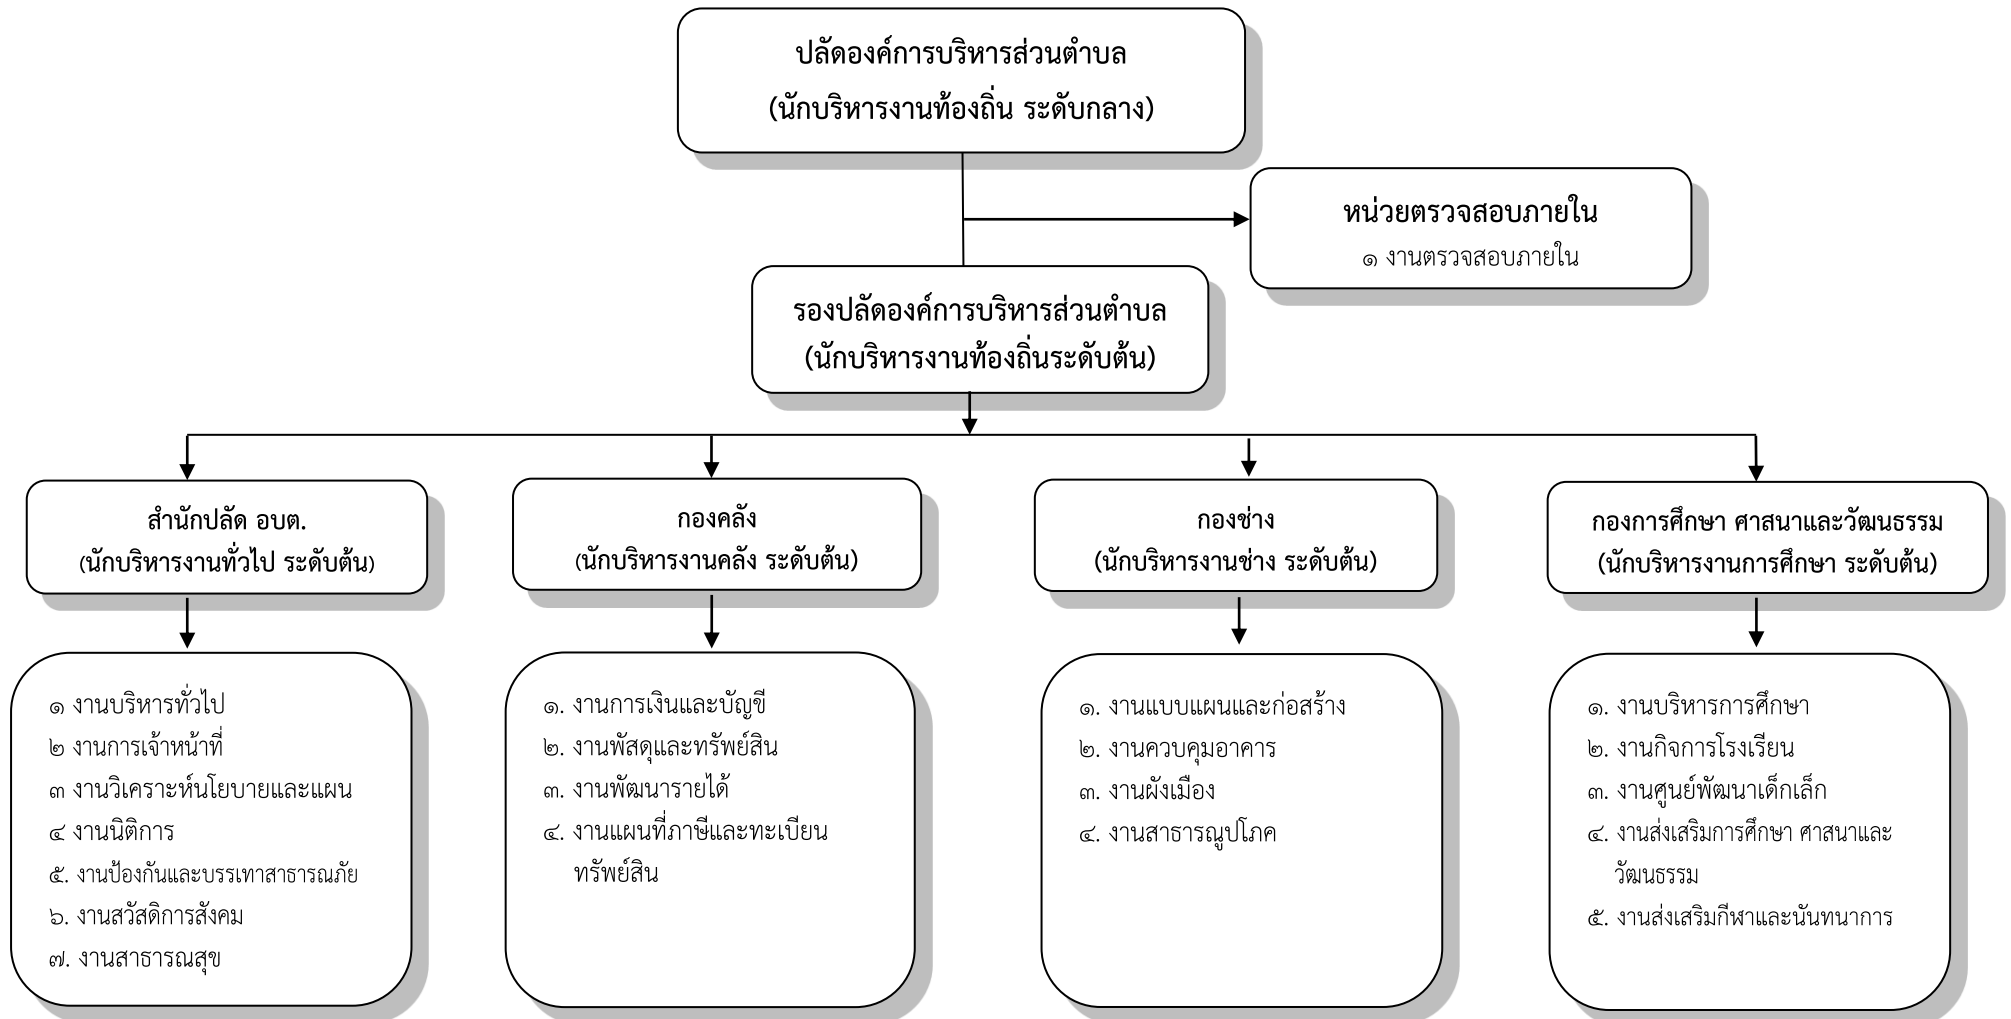 ปลัดองค์การบริหารส่วนตำบล
(นักบริหารงานท้องถิ่น ระดับกลาง)
หน่วยตรวจสอบภายใน
๑ งานตรวจสอบภายใน
รองปลัดองค์การบริหารส่วนตำบล
(นักบริหารงานท้องถิ่นระดับต้น)
สำนักปลัด อบต.
(นักบริหารงานทั่วไป ระดับต้น)
กองคลัง
(นักบริหารงานคลัง ระดับต้น)
กองช่าง
(นักบริหารงานช่าง ระดับต้น)
กองการศึกษา ศาสนาและวัฒนธรรม
(นักบริหารงานการศึกษา ระดับต้น)
๑ งานบริหารทั่วไป
๒ งานการเจ้าหน้าที่
๓ งานวิเคราะห์นโยบายและแผน
๔ งานนิติการ
๕. งานป้องกันและบรรเทาสาธารณภัย
๖. งานสวัสดิการสังคม
๗. งานสาธารณสุข
๑. งานการเงินและบัญชี
๒. งานพัสดุและทรัพย์สิน
๓. งานพัฒนารายได้
๔. งานแผนที่ภาษีและทะเบียน
ทรัพย์สิน
๑. งานแบบแผนและก่อสร้าง
๒. งานควบคุมอาคาร
๓. งานผังเมือง
๔. งานสาธารณูปโภค
๑. งานบริหารการศึกษา
๒. งานกิจการโรงเรียน
๓. งานศูนย์พัฒนาเด็กเล็ก
๔. งานส่งเสริมการศึกษา ศาสนาและ
วัฒนธรรม
๕. งานส่งเสริมกีฬาและนันทนาการ